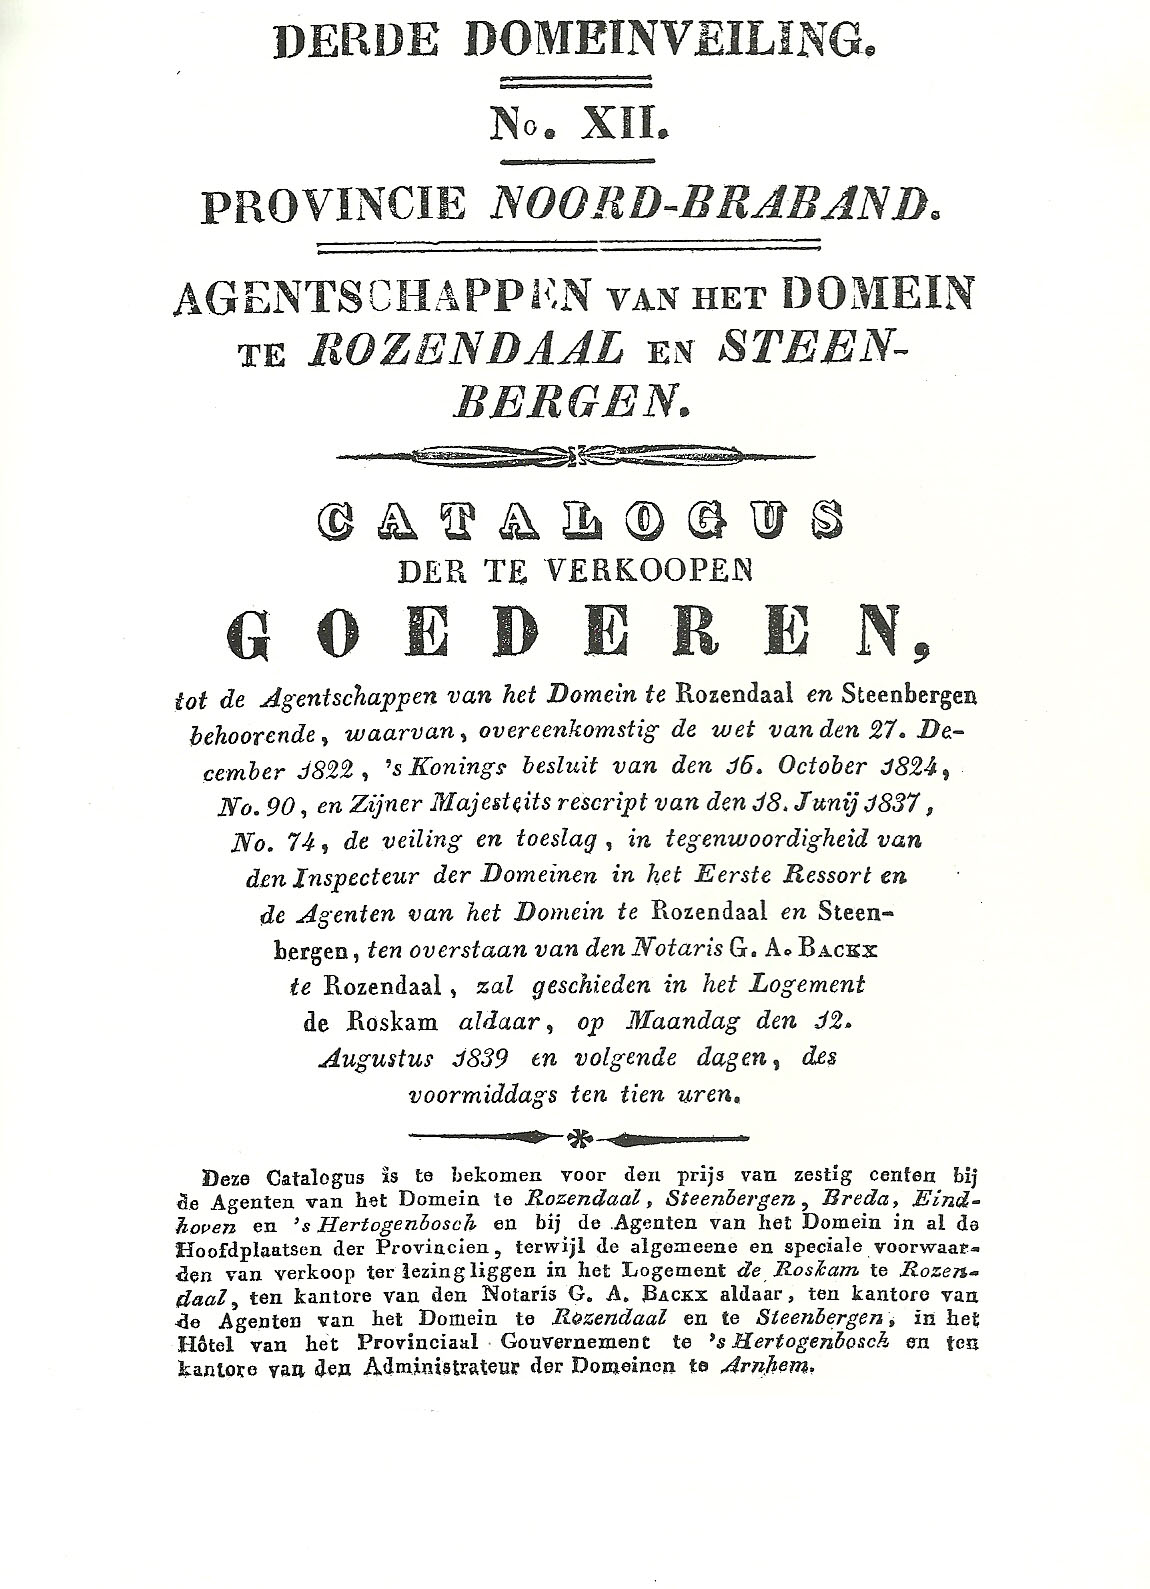 DERDE DOMEINVEILING.
No. XII.
PROVINCIE NOORD-BRABAND.
AGENTSCHAPPEN VAN HET DOMEIN
TE ROZENDAAL EN STEEN-
BERGEN.
CATALOGUS
DER TE VERKOOPEN
GOEDEREN,
tot de Agentschappen van het Domein te Rozendaal en Steenbergen
behoorende, waarvan, overeenkomstig de wet van den 27. De-
cember 1822, 's Konings besluit van den 16. October 1824,
No. 90, en Zijner Majesteits rescript van den 18. Junij 1837,
No. 74, de veiling en toeslag, in tegenwoordigheid van
den Inspecteur der Domeinen in het Eerste Ressort en
de Agenten van het Domein te Rozendaal en Steen-
bergen, ten overstaan van den Notaris G. A. BACKX
te Rozendaal, zal geschieden in het Logement
de Roskam aldaar, op Maandag den 12.
Augustus 1839 en volgende dagen, des
voormiddags ten tien uren.
Deze Catalogus is te bekomen voor den prijs van zestig centen bij
de Agenten van het Domein te Rozendaal, Steenbergen, Breda, Eind-
hoven en 's Hertogenbosch en bij de Agenten van het Domein in al de
Hoofdplaatsen der Provincien, terwijl de algemeene en speciale voorwaar-
den van verkoop ter lezing liggen in het Logement de Roskam te Rozen-
daal, ten kantore van den Notaris G. A. BACKX aldaar, ten kantore van
de Agenten van het Domein te Rozendaal en te Steenbergen, in het
Hôtel van het Provinciaal Gouvernement te 's Hertogenbosch en ten
kantore van den Administrateur der Domeinen te Arnhem.